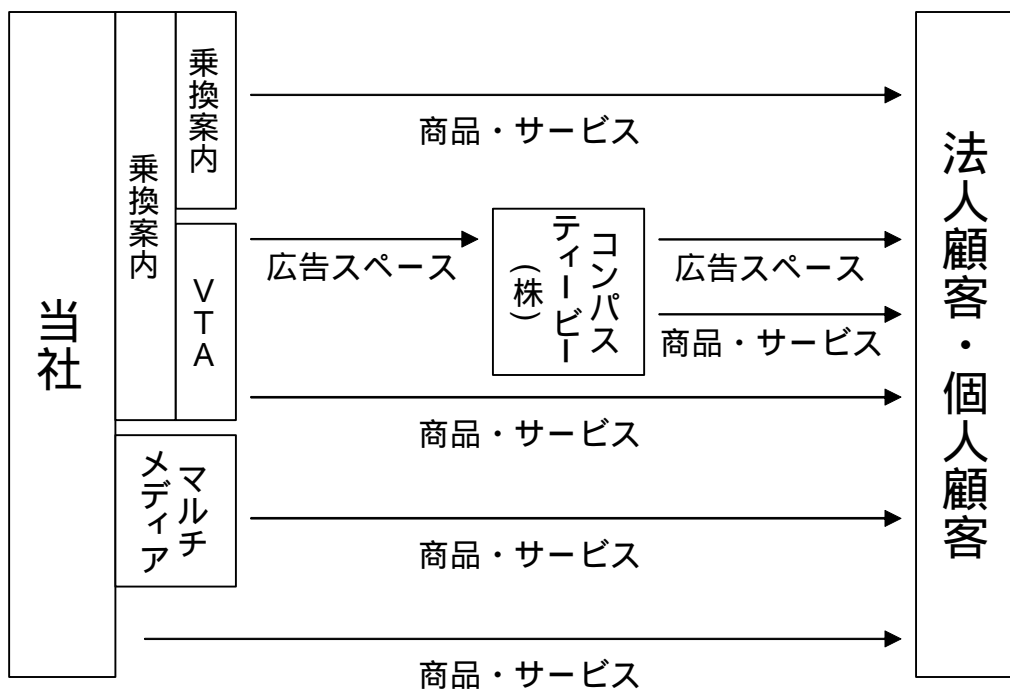 当社
乗換案内
乗換案内
商品・サービス
VTA
広告スペース
コンパス
ティービー
(株)
広告スペース
商品・サービス
商品・サービス
マルチ
メディア
商品・サービス
商品・サービス
法人顧客・個人顧客